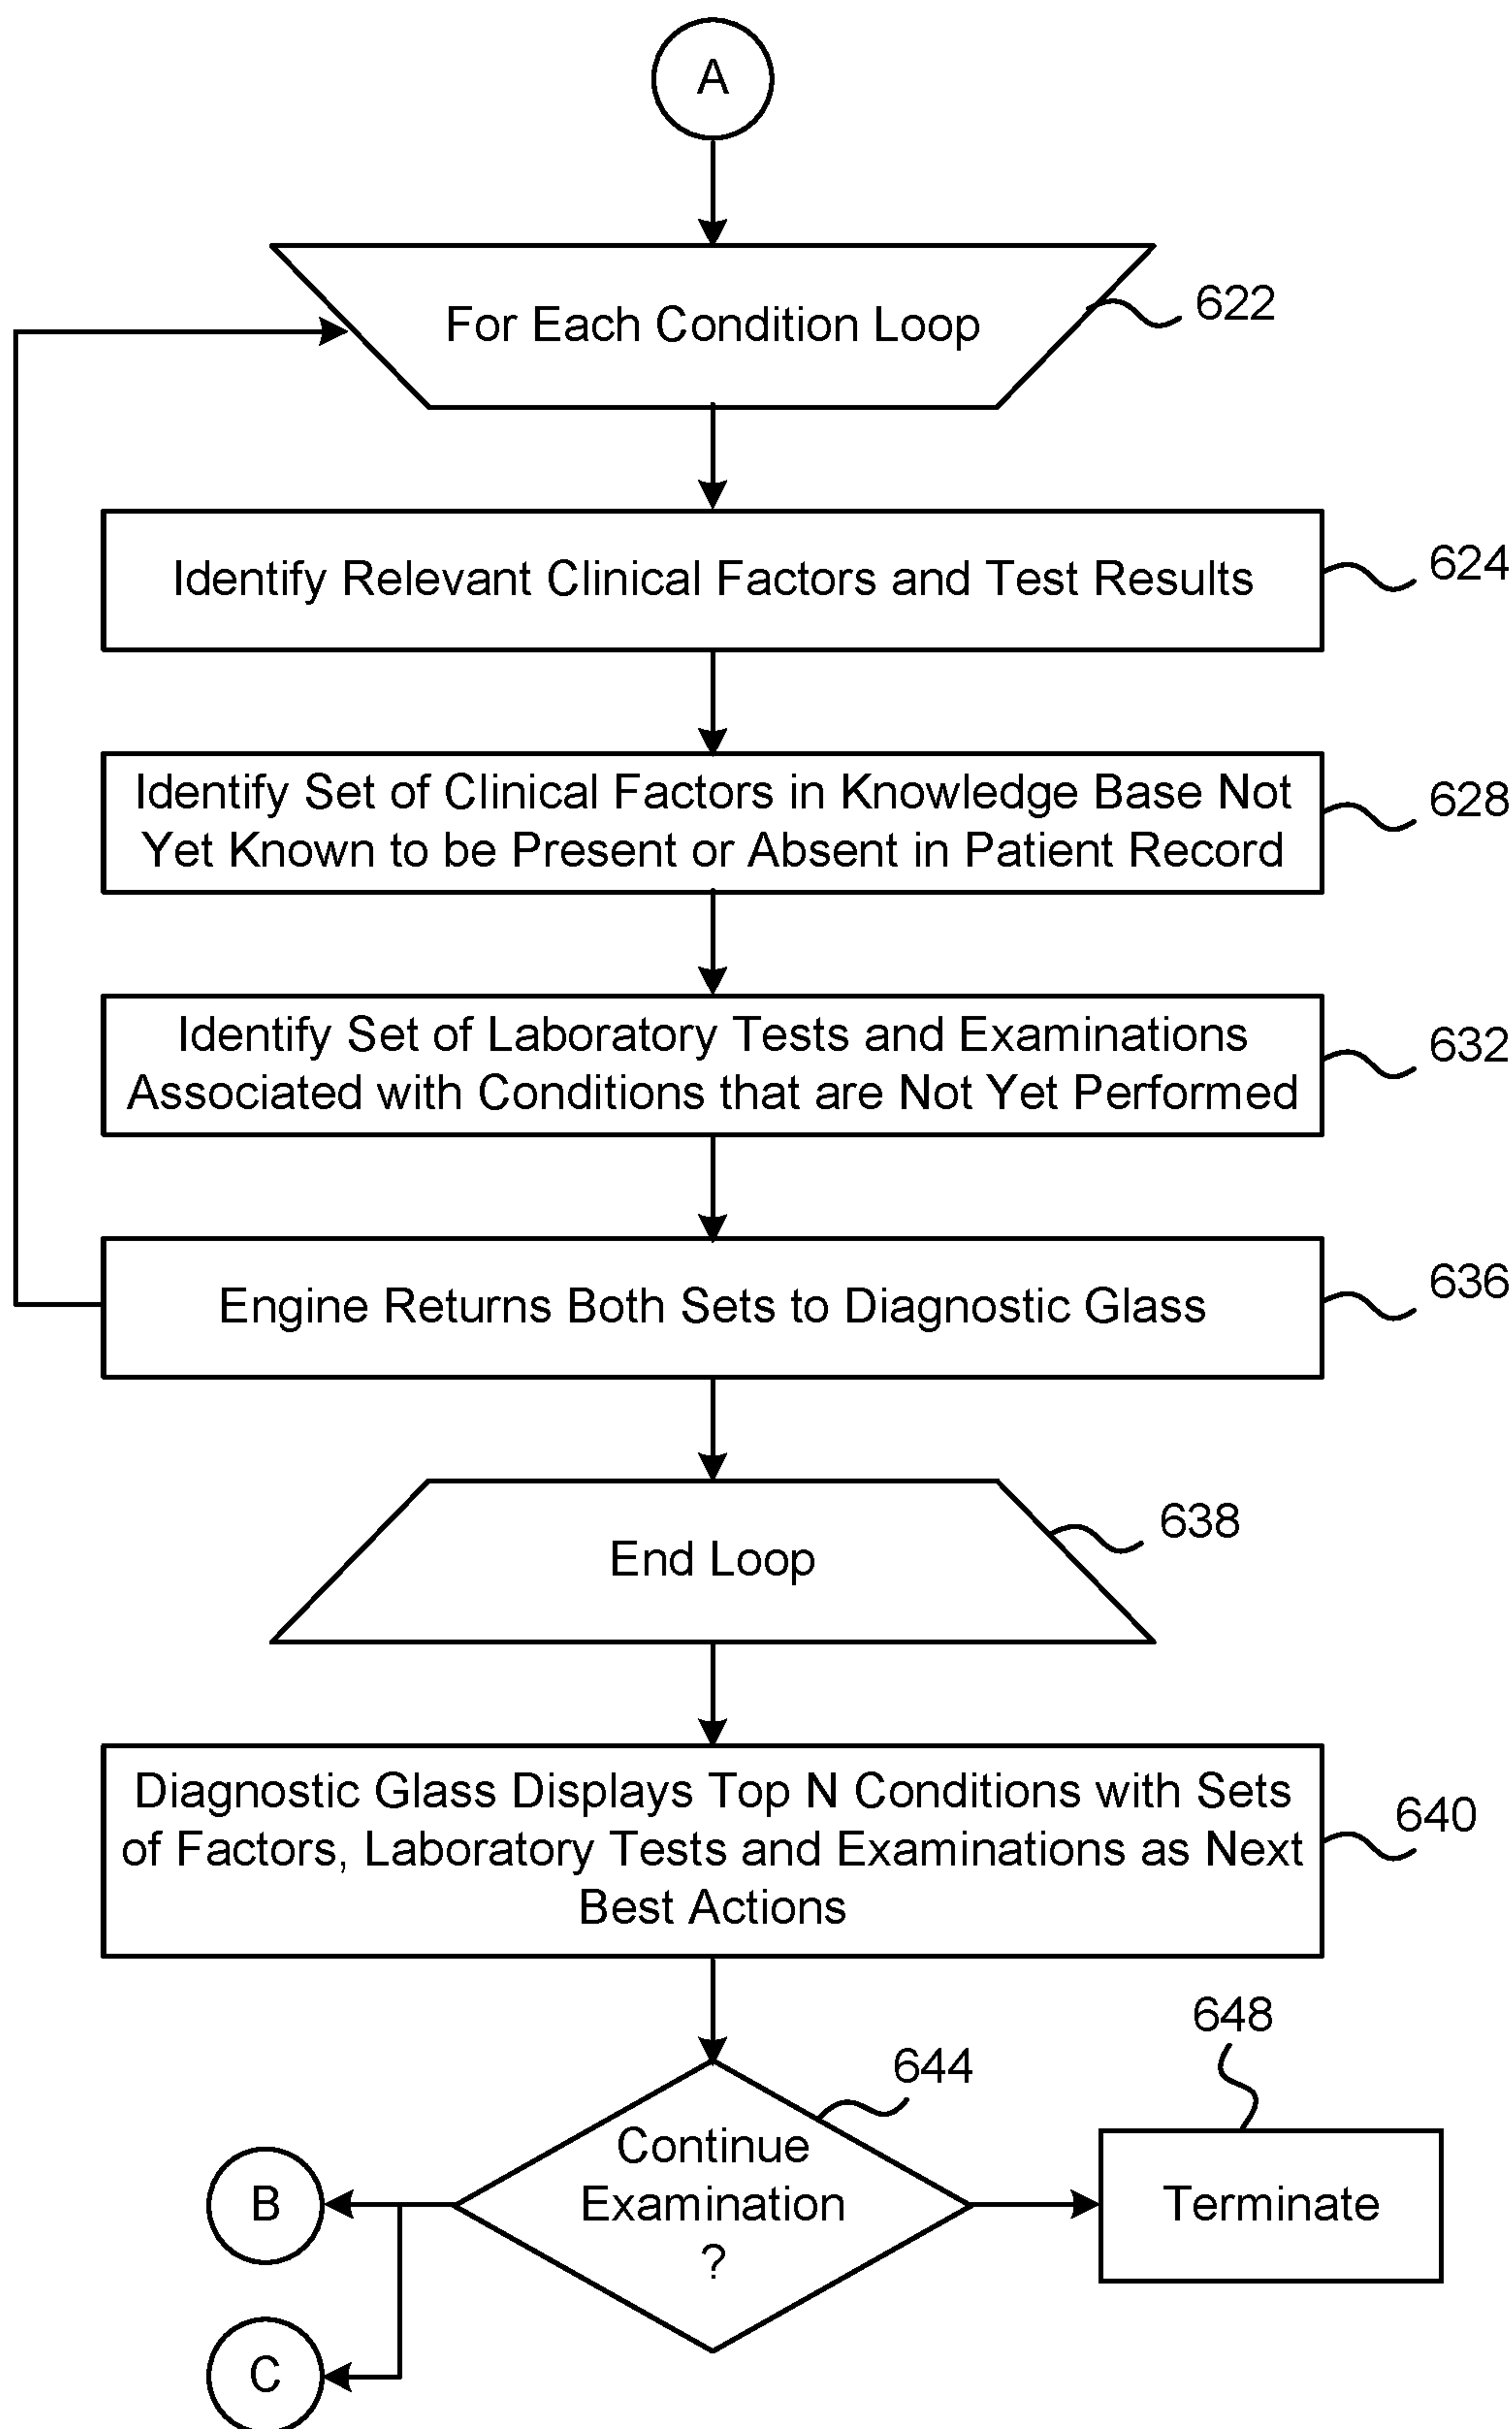 A
For Each Condition Loop
622
Identify Relevant Clinical Factors and Test Results
624
Identify Set of Clinical Factors in Knowledge Base Not
Yet Known to be Present or Absent in Patient Record
628
Identify Set of Laboratory Tests and Examinations
Associated with Conditions that are Not Yet Performed
632
Engine Returns Both Sets to Diagnostic Glass
636
End Loop
638
Diagnostic Glass Displays Top N Conditions with Sets
of Factors, Laboratory Tests and Examinations as Next
Best Actions
640
Continue
Examination
?
644
648
Terminate
B
C